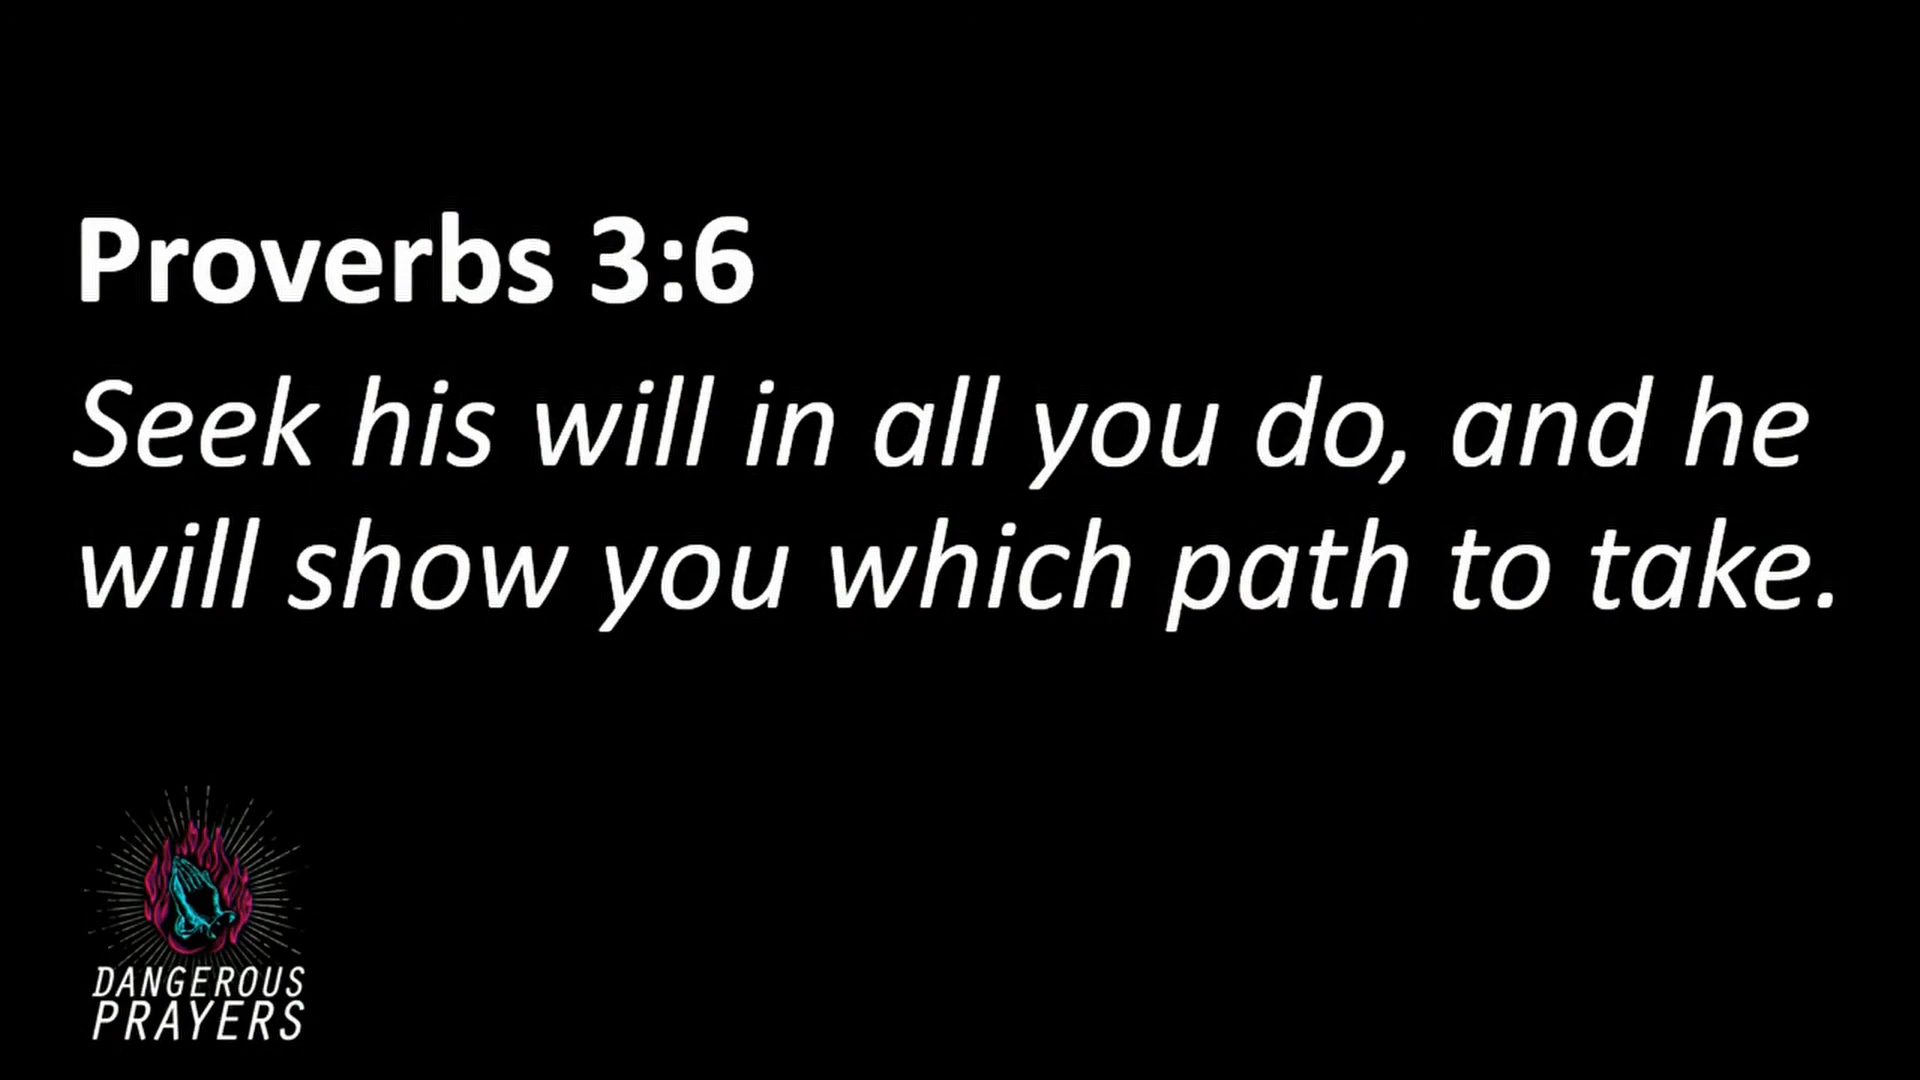 Proverbs 3:6
Seek his will in all you do, and he
will show you which path to take.
DANGEROUS
PRAYERS